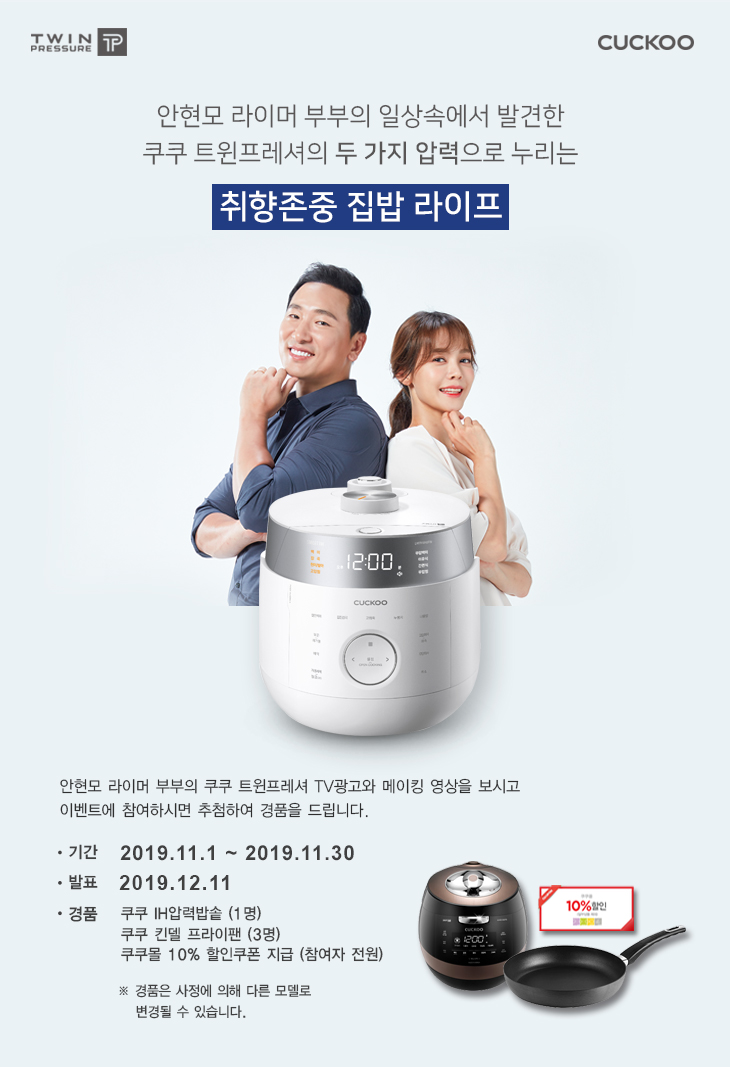 TWIN
PRESSURE TP
CUCKOO
안현모 라이머 부부의 일상속에서 발견한
쿠쿠 트윈프레셔의 두 가지 압력으로 누리는
취향존중 집밥 라이프
12:00
CUCKOO
안현모 라이머 부부의 쿠쿠 트윈프레셔 TV광고와 메이킹 영상을 보시고
이벤트에 참여하시면 추첨하여 경품을 드립니다.
• 기간 2019.11.1 ~ 2019.11.30
• 발표 2019.12.11
• 경품 쿠쿠 IH압력밥솥 (1명)
쿠쿠 킨델 프라이팬 (3명)
쿠쿠몰 10% 할인쿠폰 지급 (참여자 전원)
※ 경품은 사정에 의해 다른 모델로
변경될 수 있습니다.
CUCKOO
12:00
10%할인